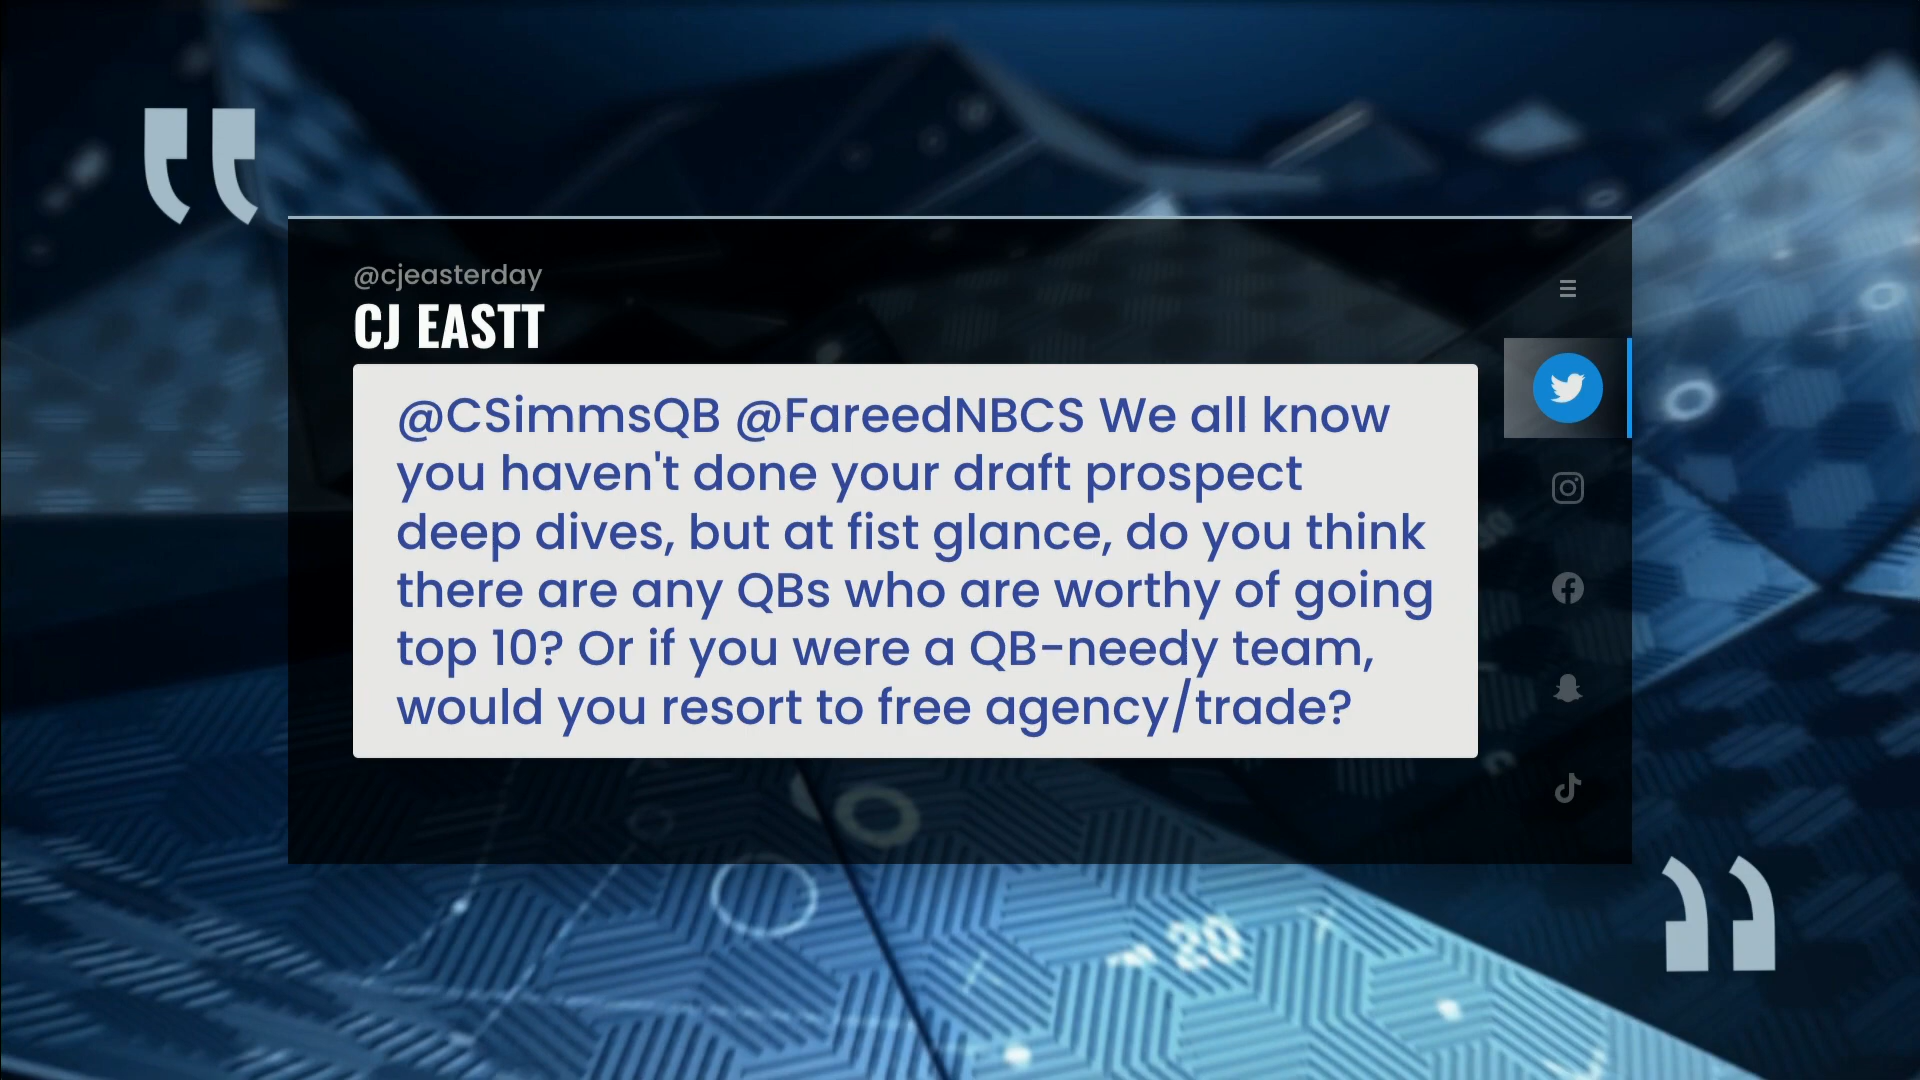 @cjeasterday
CJ EASTT
@CSimmsQB @FareedNBCS We all know
you haven't done your draft prospect
deep dives, but at fist glance, do you think
there are any QBs who are worthy of going
top 10? Or if you were a QB-needy team,
would you resort to free agency/trade?
20